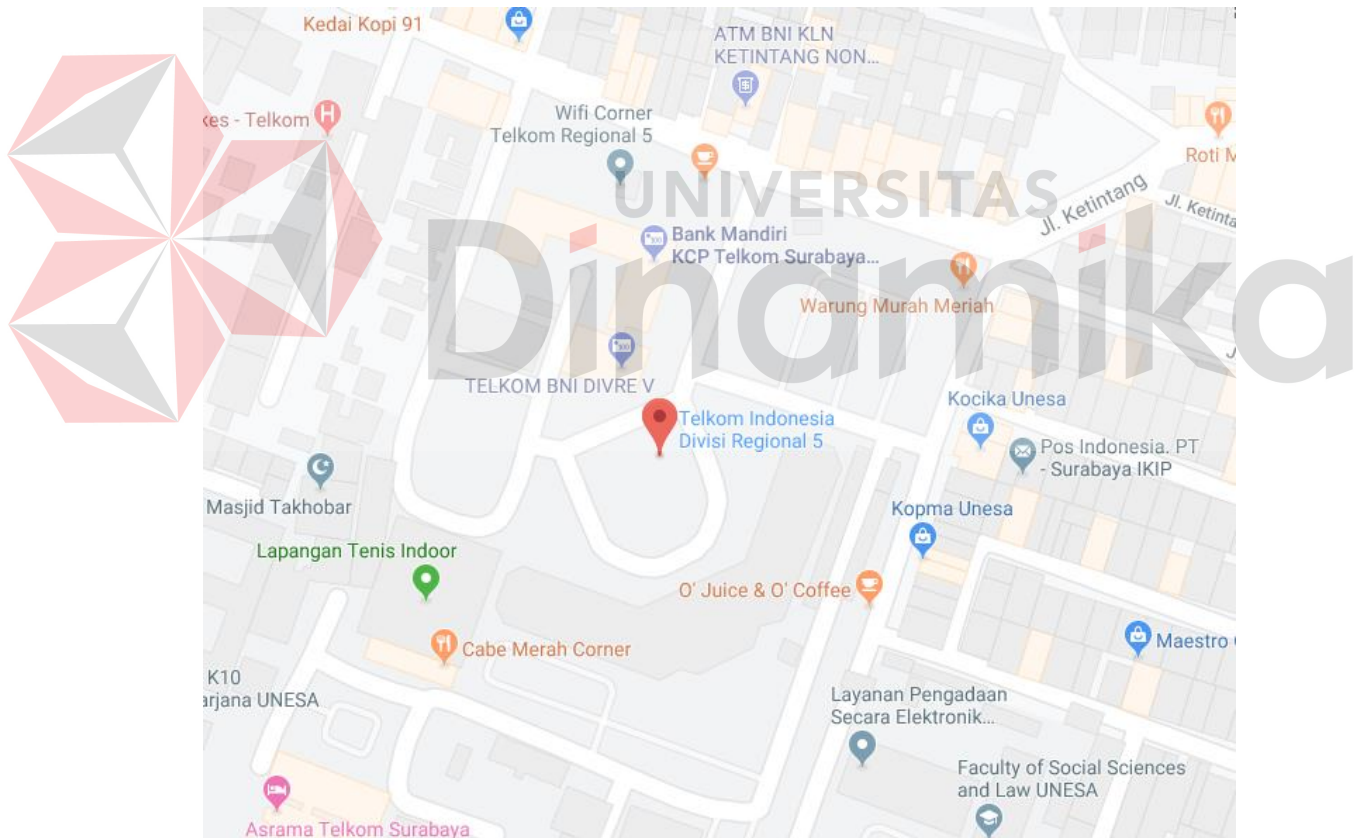 Kedai Kopi 91
ATM BNI KLN
KETINTANG NON...
kes - Telkom
Wifi Corner
Telkom Regional 5
Roti M
UNIVERSITAS
Dinamika
Jl. Ketintang
Jl. Ketinta
Bank Mandiri
KCP Telkom Surabaya...
Warung Murah Meriah
J
TELKOM BNI DIVRE V
Telkom Indonesia
Divisi Regional 5
Kocika Unesa
Pos Indonesia. PT
- Surabaya IKIP
Masjid Takhobar
Kopma Unesa
Lapangan Tenis Indoor
O' Juice & O' Coffee
Cabe Merah Corner
Maestro
K10
arjana UNESA
Layanan Pengadaan
Secara Elektronik...
Faculty of Social Sciences
and Law UNESA
Asrama Telkom Surabaya